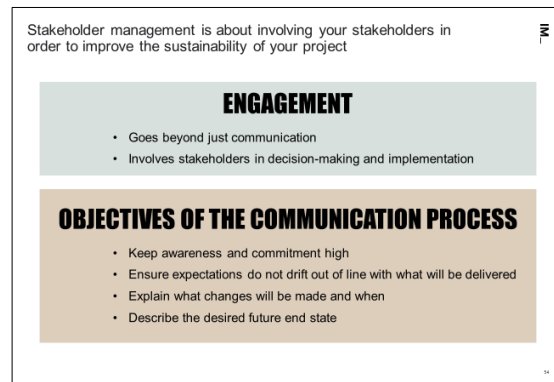 Stakeholder management is about involving your stakeholders in
order to improve the sustainability of your project
IM_
ENGAGEMENT
• Goes beyond just communication
• Involves stakeholders in decision-making and implementation
OBJECTIVES OF THE COMMUNICATION PROCESS
• Keep awareness and commitment high
• Ensure expectations do not drift out of line with what will be delivered
• Explain what changes will be made and when
• Describe the desired future end state
54